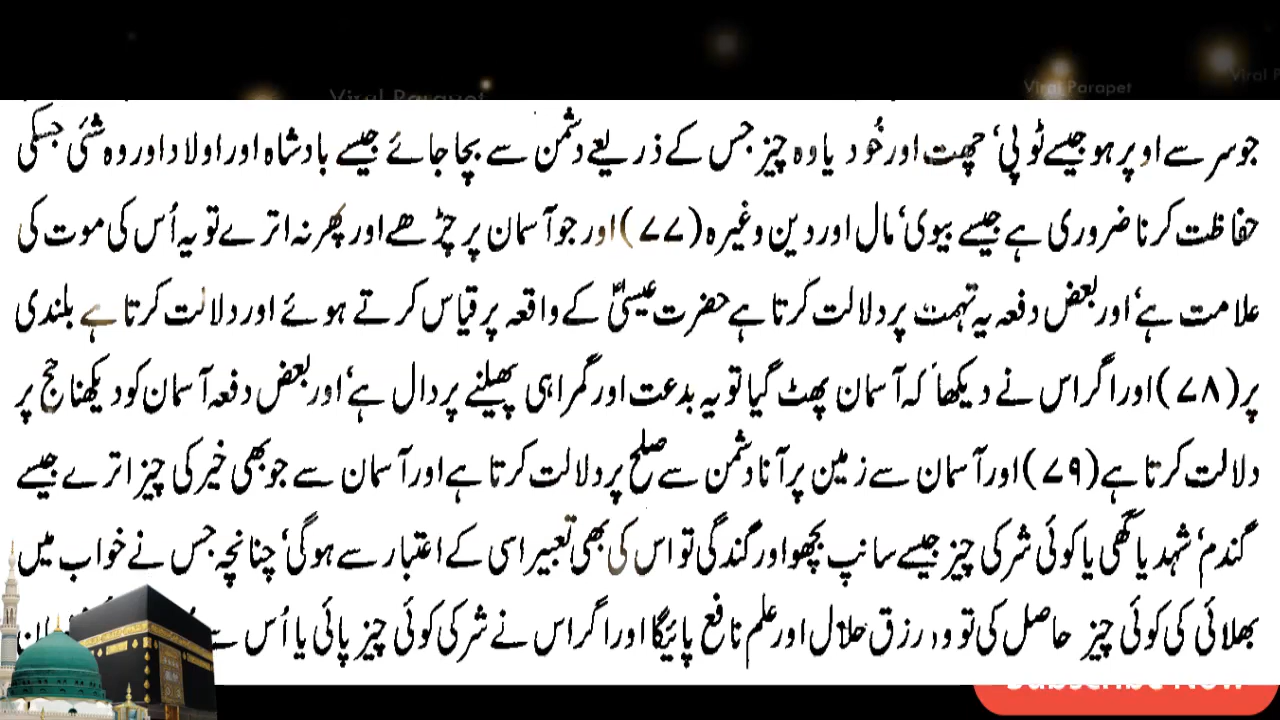 Viral Parapet
Viral Parapet
Viral P
جو سر سے اوپر ہو جیسے ٹوپی، چھت اور خُود یا وہ چیز جس کے ذریعے دشمن سے بچا جائے جیسے بادشاہ اور اولاد اور وہ شئی جسکی
حفاظت کرنا ضروری ہے جیسے بیوی، مال اور دین وغیرہ (۷۷) اور جو آسمان پر چڑھے اور پھر نہ اترے تو یہ اُس کی موت کی
علامت ہے، اور بعض دفعہ یہ تہمت پر دلالت کرتا ہے حضرت عیسیٰؑ کے واقعہ پر قیاس کرتے ہوئے اور دلالت کرتا ہے بلندی
پر (۷۸) اور اگر اس نے دیکھا کہ آسمان پھٹ گیا تو یہ بدعت اور گمراہی پھیلنے پر دال ہے، اور بعض دفعہ آسمان کو دیکھنا حج پر
دلالت کرتا ہے (۷۹) اور آسمان سے زمین پر آنا دشمن سے صلح پر دلالت کرتا ہے اور آسمان سے جو بھی خیر کی چیز اترے جیسے
گندم، شہد یا گھی یا کوئی شر کی چیز جیسے سانپ بچھو اور گندگی تو اس کی بھی تعبیر اسی کے اعتبار سے ہوگی، چنانچہ جس نے خواب میں
بھلائی کی کوئی چیز حاصل کی تو وہ رزق حلال اور علم نافع پائیگا اور اگر اس نے شر کی کوئی چیز پائی یا اُس سے
Subscribe Now